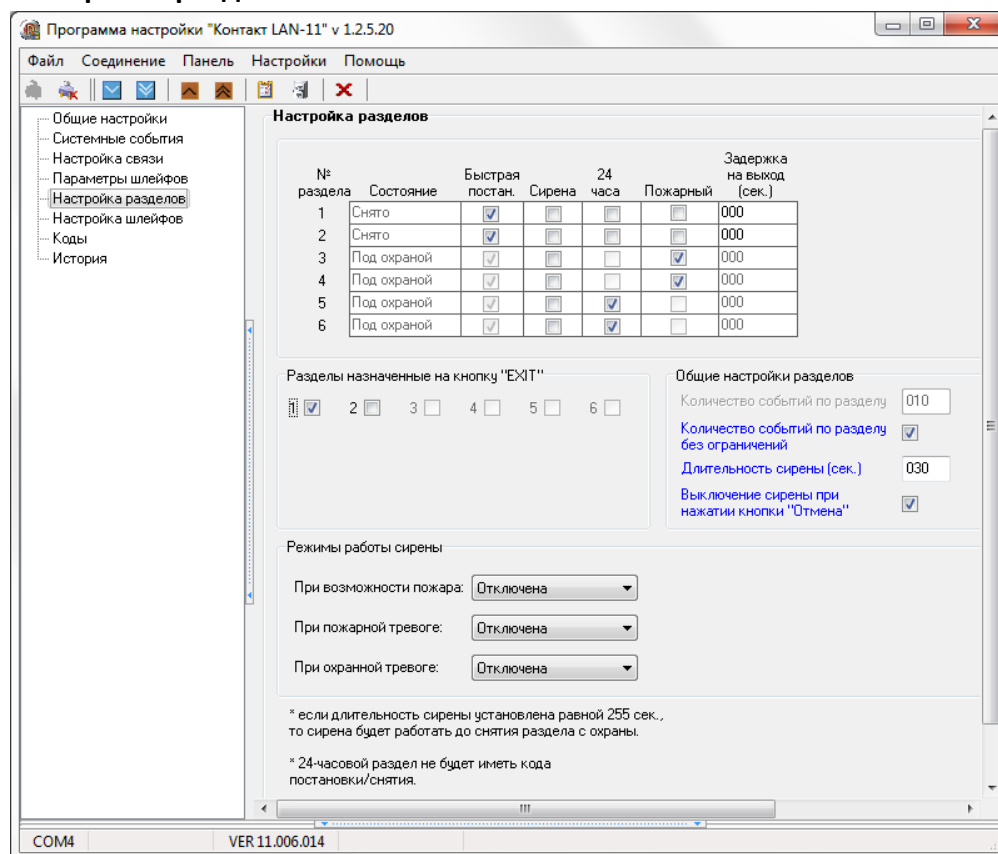 Программа настройки "Контакт LAN-11" v 1.2.5.20
Файл Соединение Панель Настройки Помощь
Общие настройки
Системные события
Настройка связи
Параметры шлейфов
Настройка разделов
Настройка шлейфов
Коды
История
Настройка разделов
№ раздела Состояние Быстрая постан. Сирена 24 часа Пожарный Задержка на выход (сек.)
1 Снято 000
2 Снято 000
3 Под охраной 000
4 Под охраной 000
5 Под охраной 000
6 Под охраной 000
Разделы назначенные на кнопку "EXIT"
1 2 3 4 5 6
Общие настройки разделов
Количество событий по разделу 010
Количество событий по разделу
без ограничений
Длительность сирены (сек.) 030
Выключение сирены при
нажатии кнопки "Отмена"
Режимы работы сирены
При возможности пожара: Отключена
При пожарной тревоге: Отключена
При охранной тревоге: Отключена
* если длительность сирены установлена равной 255 сек.,
то сирена будет работать до снятия раздела с охраны.
* 24-часовой раздел не будет иметь кода
постановки/снятия.
COM4 VER 11.006.014